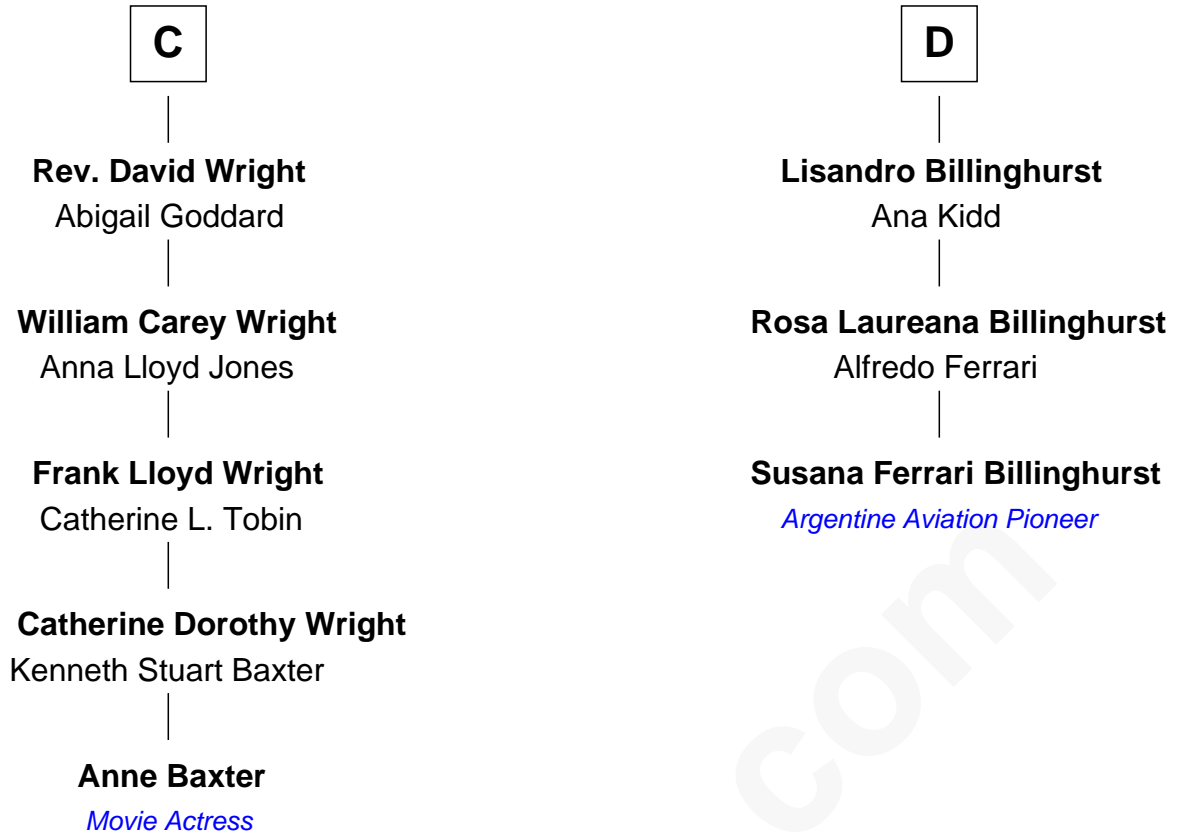 C
Rev. David Wright
Abigail Goddard
William Carey Wright
Anna Lloyd Jones
Frank Lloyd Wright
Catherine L. Tobin
Catherine Dorothy Wright
Kenneth Stuart Baxter
Anne Baxter
Movie Actress
D
Lisandro Billinghurst
Ana Kidd
Rosa Laureana Billinghurst
Alfredo Ferrari
Susana Ferrari Billinghurst
Argentine Aviation Pioneer
com